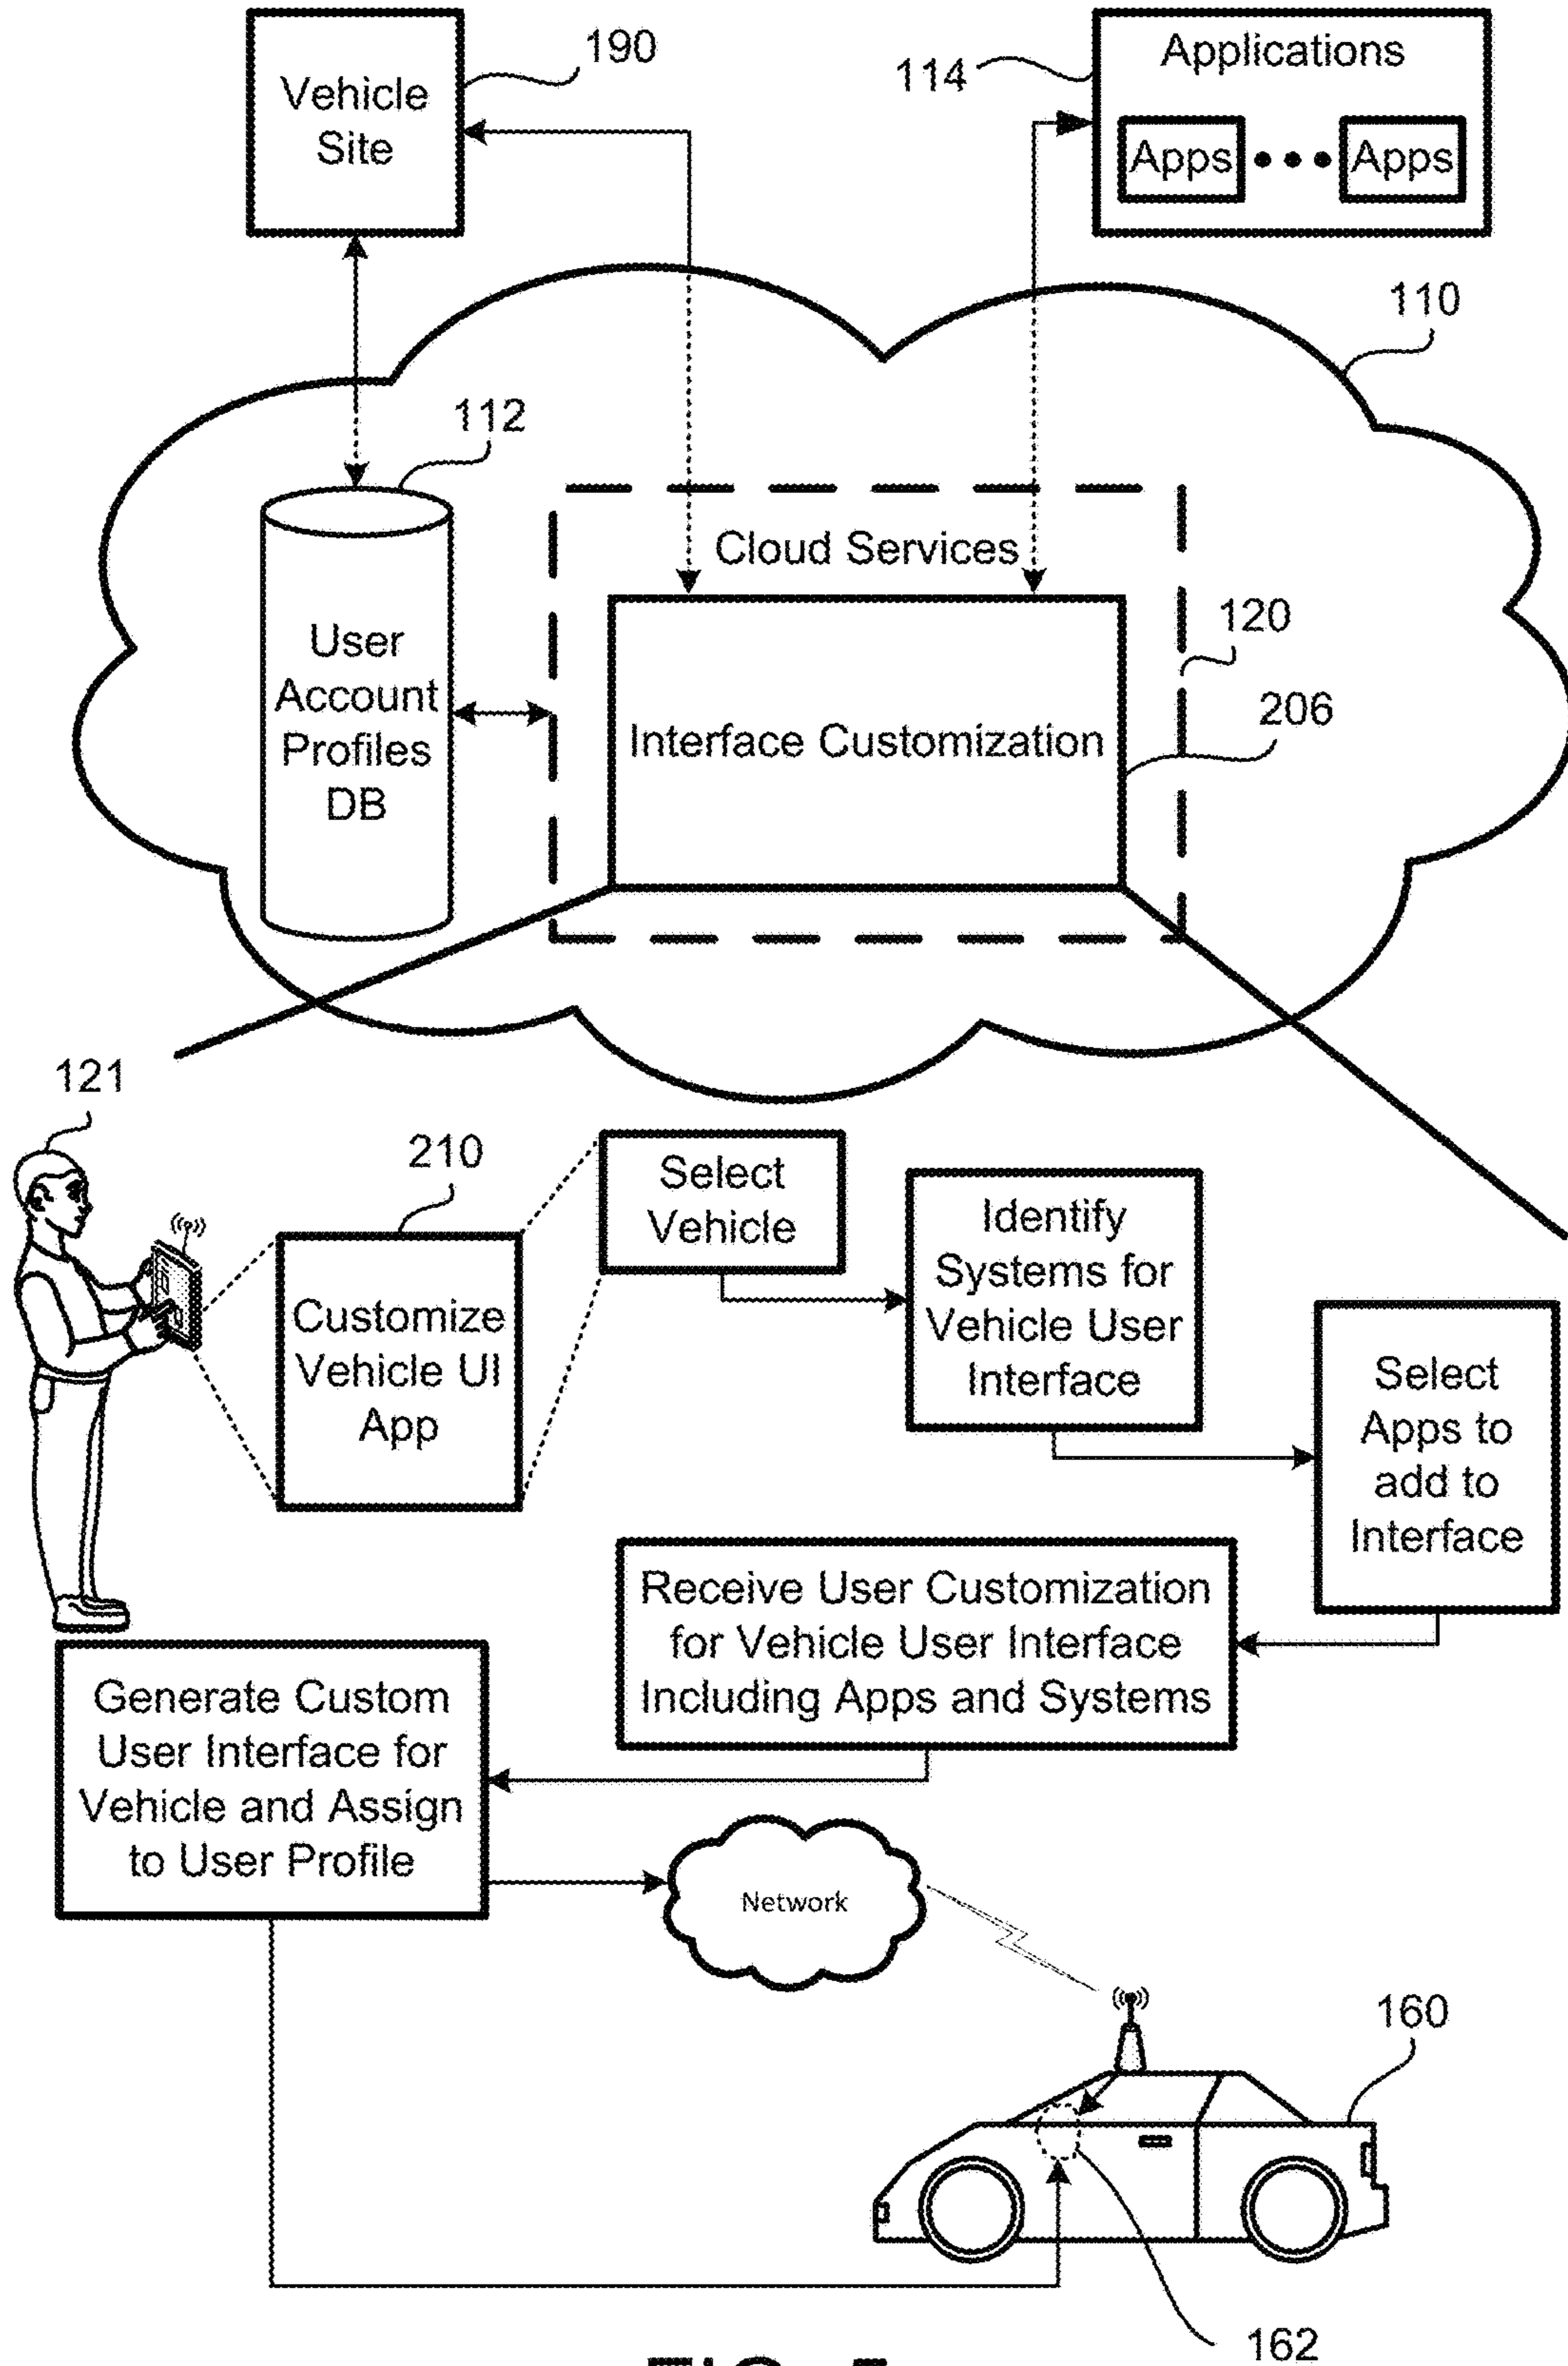 Vehicle
Site
190
114
Applications
Apps
Apps
110
112
User
Account
Profiles
DB
Cloud Services
Interface Customization
120
206
121
210
Customize
Vehicle UI
App
Select
Vehicle
Identify
Systems for
Vehicle User
Interface
Select
Apps to
add to
Interface
Receive User Customization
for Vehicle User Interface
Including Apps and Systems
Generate Custom
User Interface for
Vehicle and Assign
to User Profile
Network
160
162